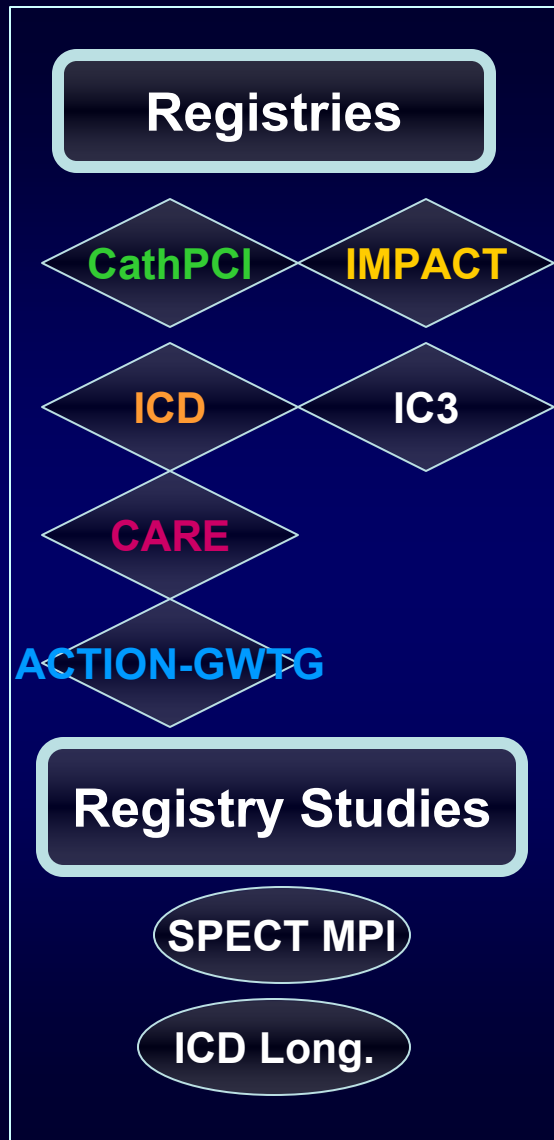 Registries
CathPCI
IMPACT
ICD
IC3
CARE
ACTION-GWTG
Registry Studies
SPECT MPI
ICD Long.